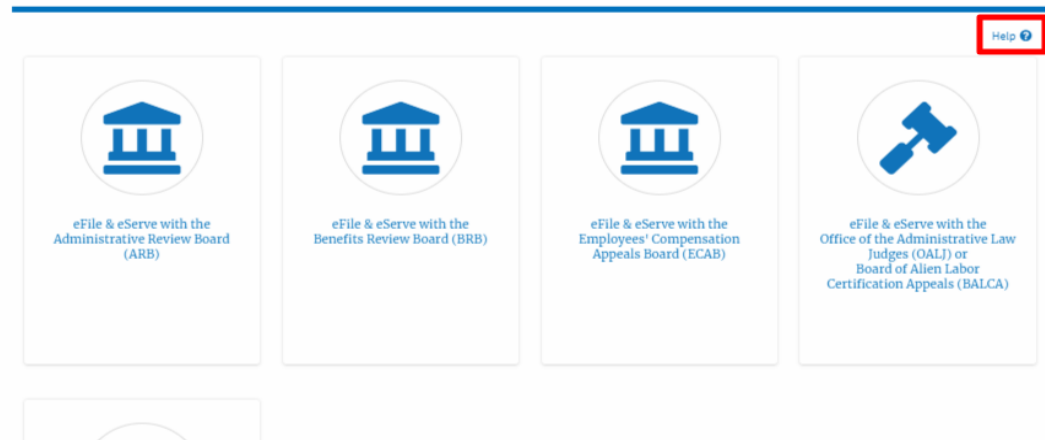 Help
eFile & eServe with the
Administrative Review Board
(ARB)
eFile & eServe with the
Benefits Review Board (BRB)
eFile & eServe with the
Employees' Compensation
Appeals Board (ECAB)
eFile & eServe with the
Office of the Administrative Law
Judges (OALJ) or
Board of Alien Labor
Certification Appeals (BALCA)